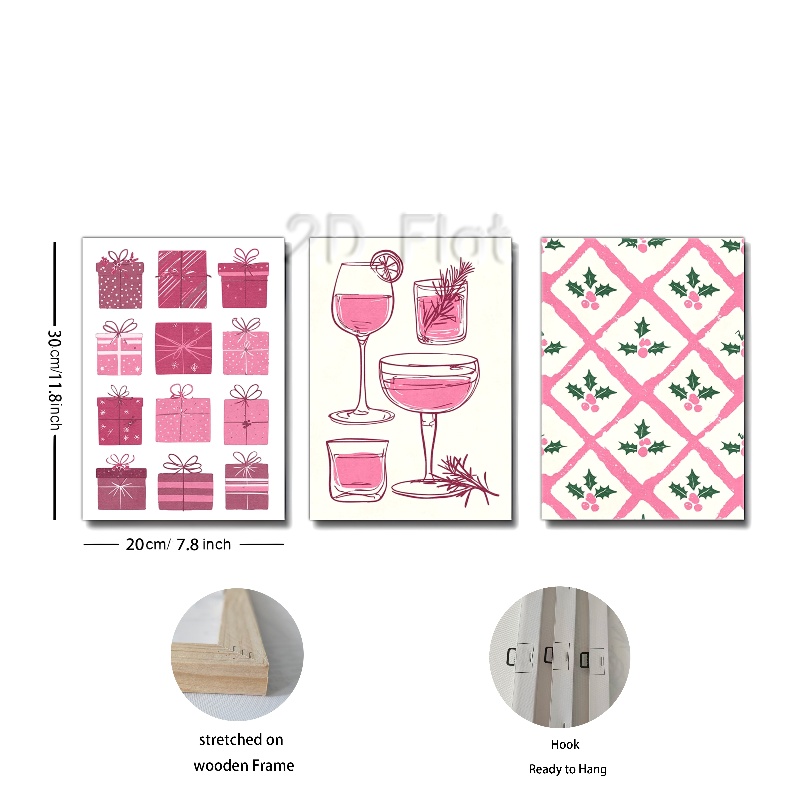 2D Flat
30cm/11.8inch
20cm/ 7.8 inch
stretched on
wooden Frame
Hook
Ready to Hang